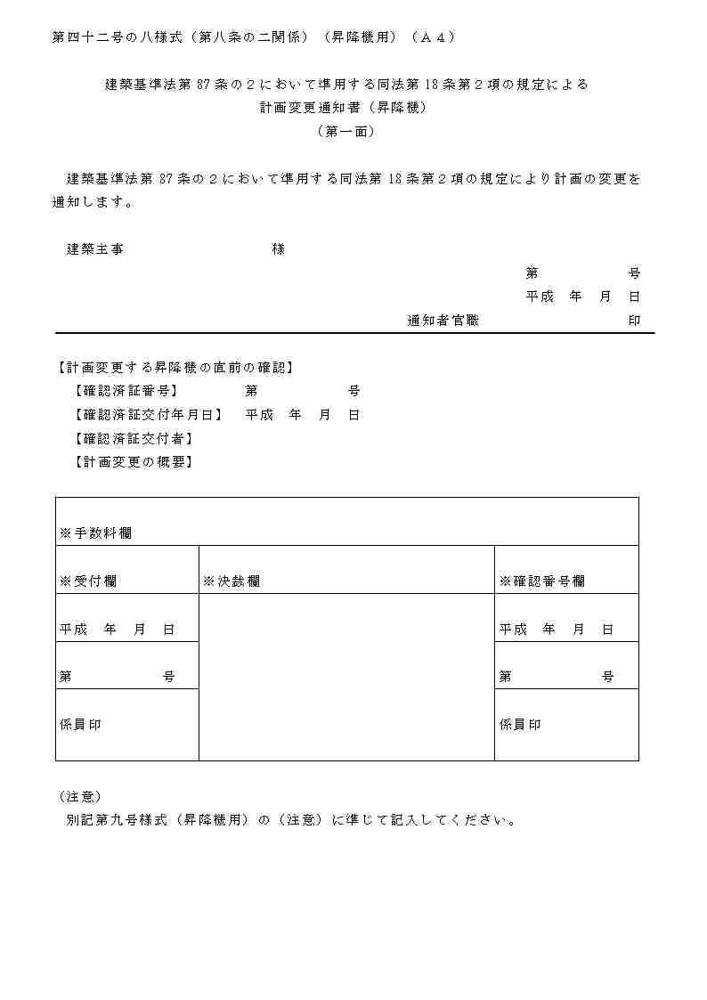 第四十二号の八様式（第八条の二関係）（昇降機用）（Ａ４）
建築基準法第87条の２において準用する同法第18条第２項の規定による
計画変更通知書（昇降機）
（第一面）
建築基準法第87条の２において準用する同法第18条第２項の規定により計画の変更を
通知します。
建築主事　　　　　　　　　　様
第　　　　　　号
平成　年　月　日
通知者官職　　　　　　　　　　印
【計画変更する昇降機の直前の確認】
【確認済証番号】　　　　第　　　　　　号
【確認済証交付年月日】　平成　年　月　日
【確認済証交付者】
【計画変更の概要】
※手数料欄
※受付欄　※決裁欄　※確認番号欄
平成　年　月　日　平成　年　月　日
第　　　　　　号　第　　　　　　号
係員印　係員印
（注意）
別記第九号様式（昇降機用）の（注意）に準じて記入してください。